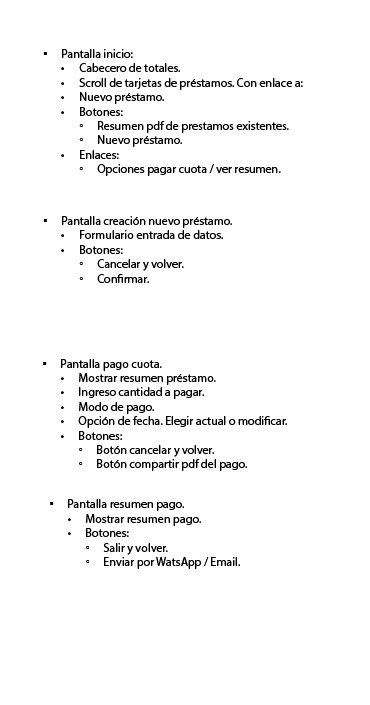 ▪ Pantalla inicio:
• Cabecero de totales.
• Scroll de tarjetas de préstamos. Con enlace a:
• Nuevo préstamo.
• Botones:
▫ Resumen pdf de prestamos existentes.
▫ Nuevo préstamo.
• Enlaces:
▫ Opciones pagar cuota / ver resumen.
▪ Pantalla creación nuevo préstamo.
• Formulario entrada de datos.
• Botones:
▫ Cancelar y volver.
▫ Confirmar.
▪ Pantalla pago cuota.
• Mostrar resumen préstamo.
• Ingreso cantidad a pagar.
• Modo de pago.
• Opción de fecha. Elegir actual o modificar.
• Botones:
▫ Botón cancelar y volver.
▫ Botón compartir pdf del pago.
▪ Pantalla resumen pago.
• Mostrar resumen pago.
• Botones:
▫ Salir y volver.
▫ Enviar por WatsApp / Email.